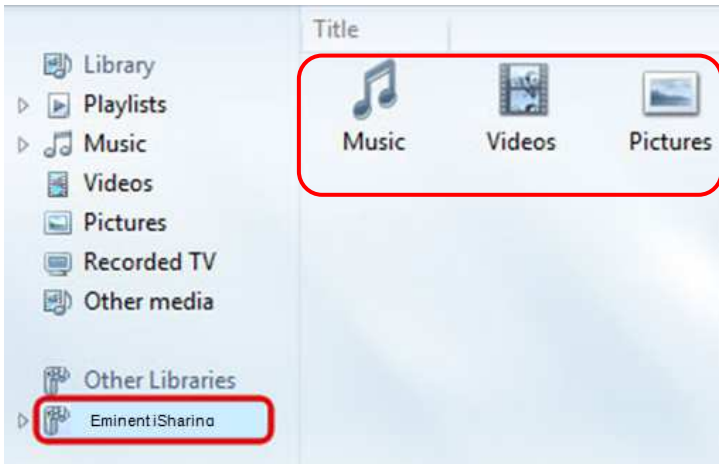 Title
Library
Playlists
Music
Videos
Pictures
Recorded TV
Other media
Other Libraries
EminentiSharing
Music Videos Pictures